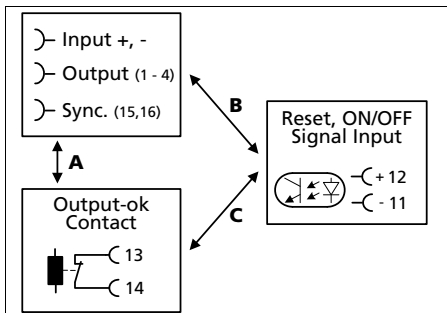 Input +, -
Output (1 - 4)
Sync. (15,16)
A
B
C
Reset, ON/OFF
Signal Input
+ 12
- 11
Output-ok
Contact
13
14